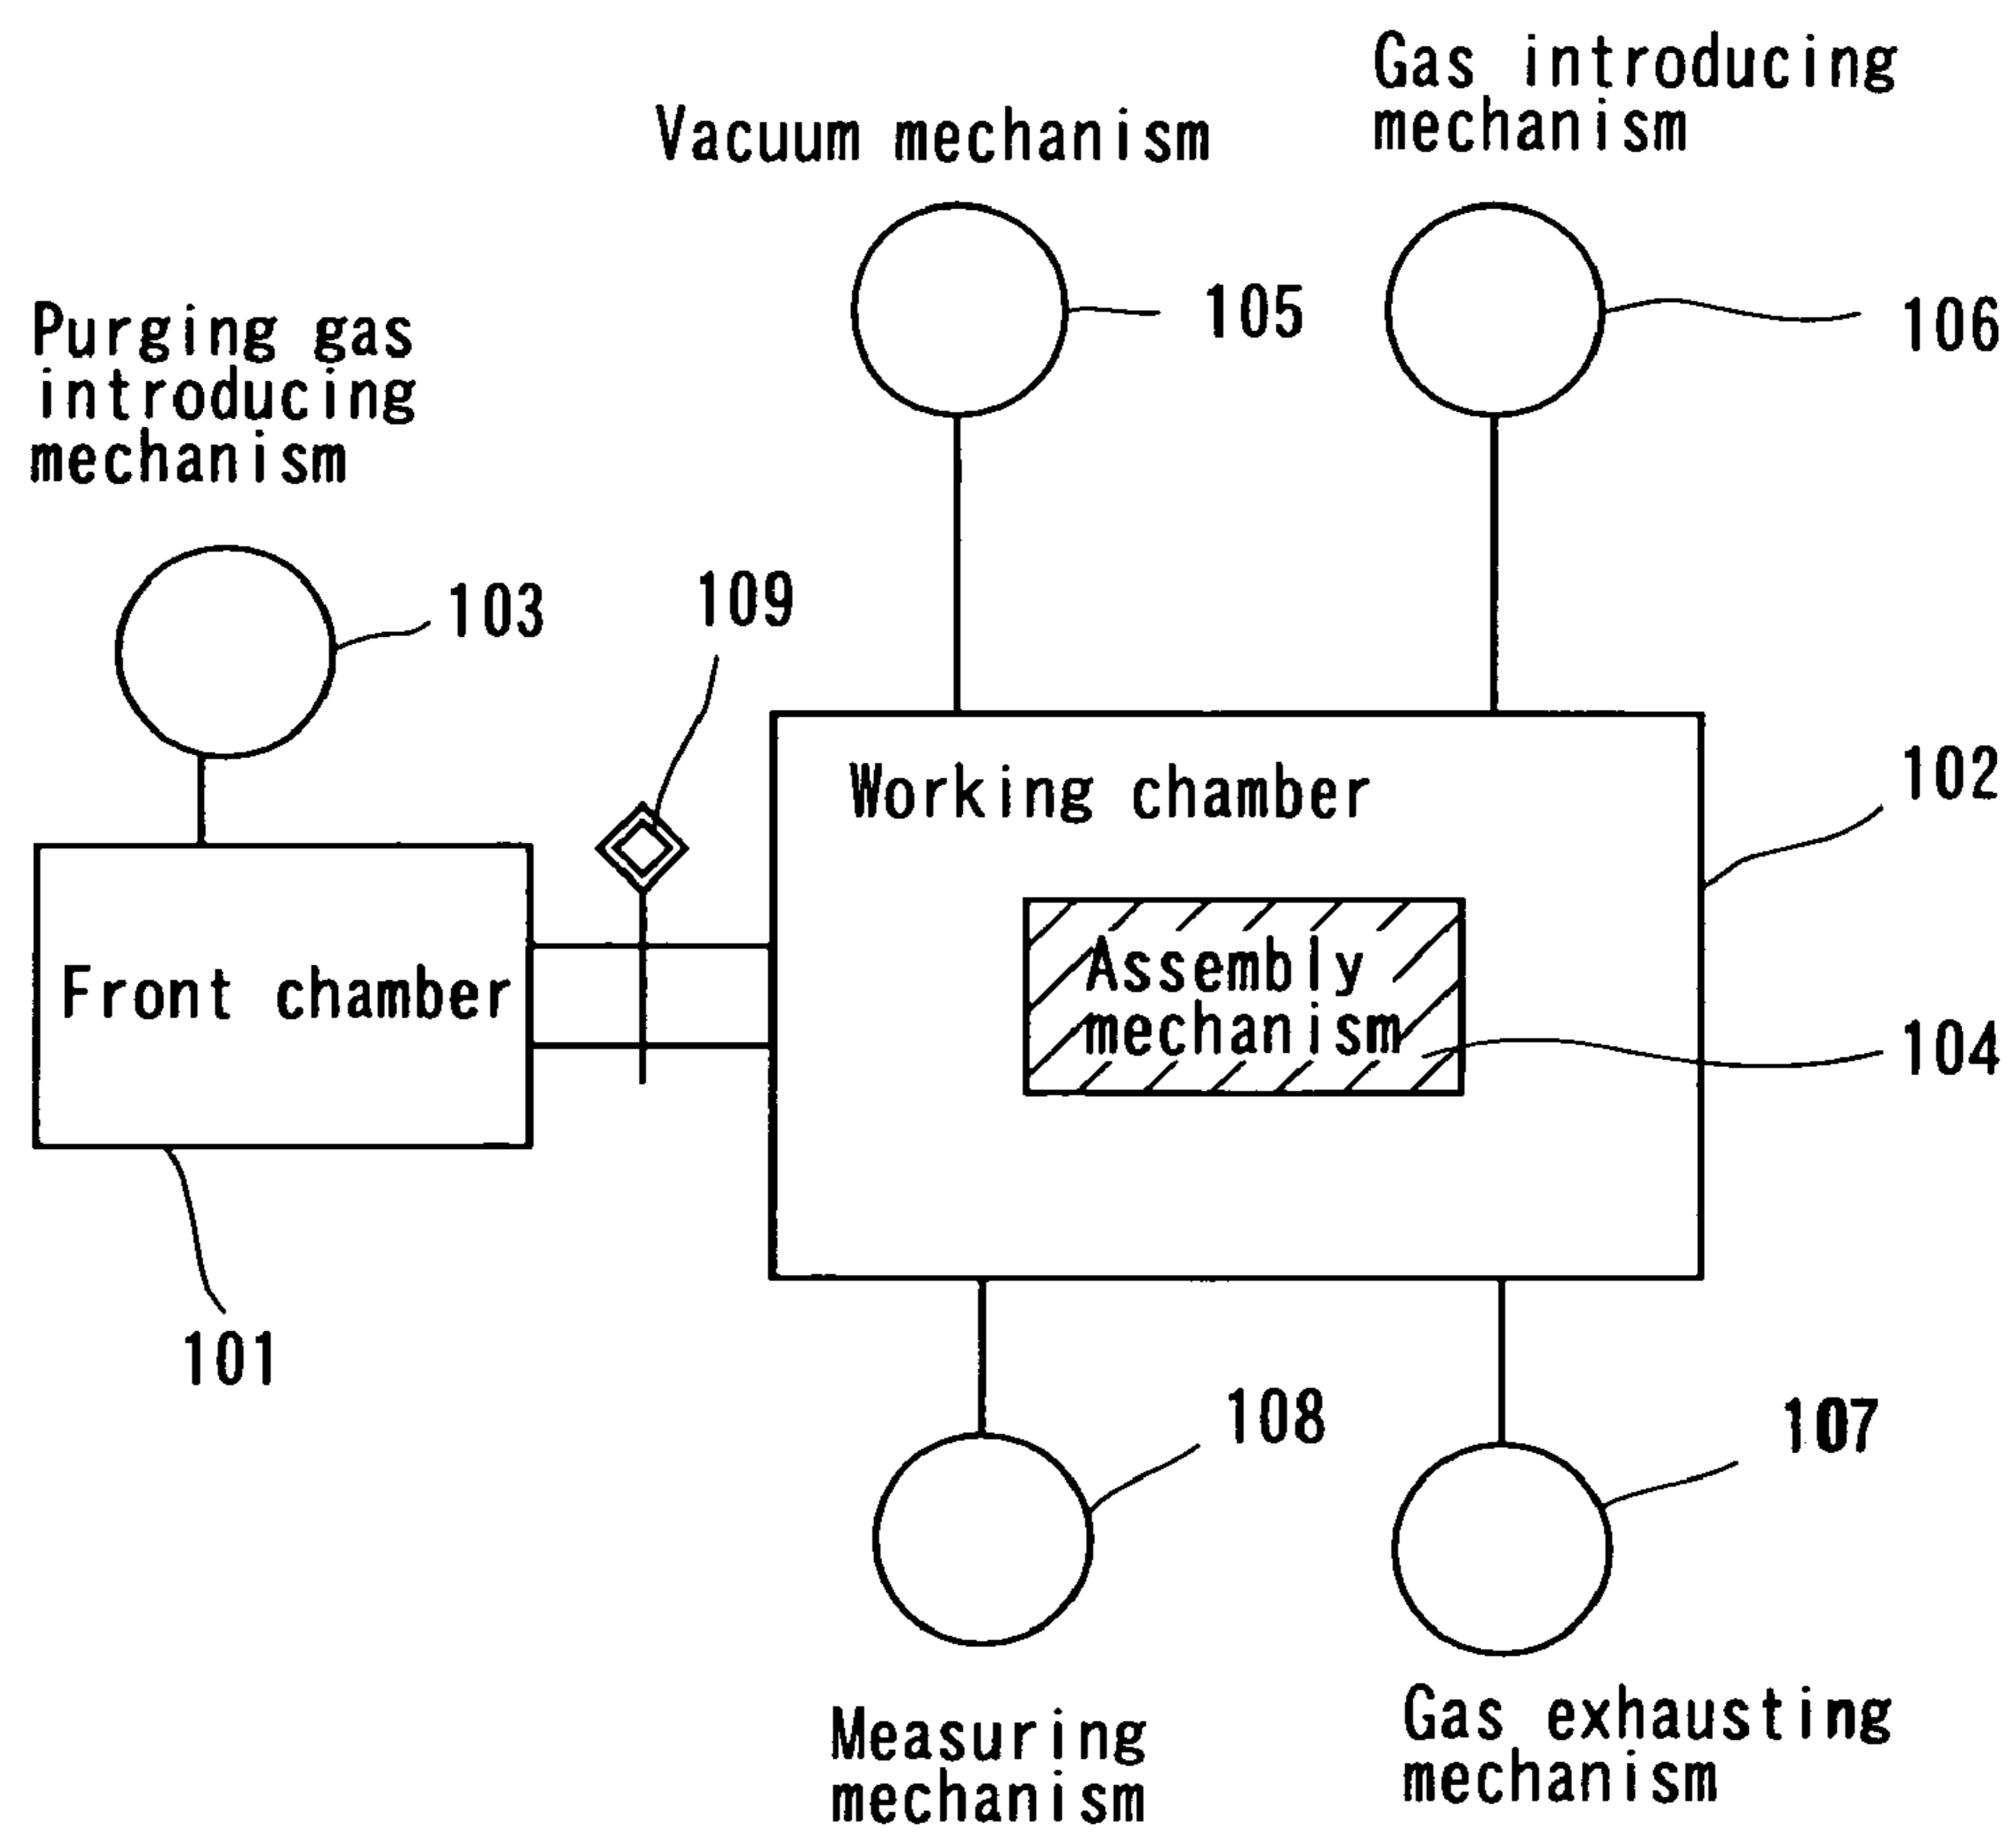 Gas introducing
mechanism
Vacuum mechanism
105
106
Purging gas
introducing
mechanism
103
109
Working chamber
102
Front chamber
Assembly
mechanism
104
101
108
107
Measuring
mechanism
Gas exhausting
mechanism